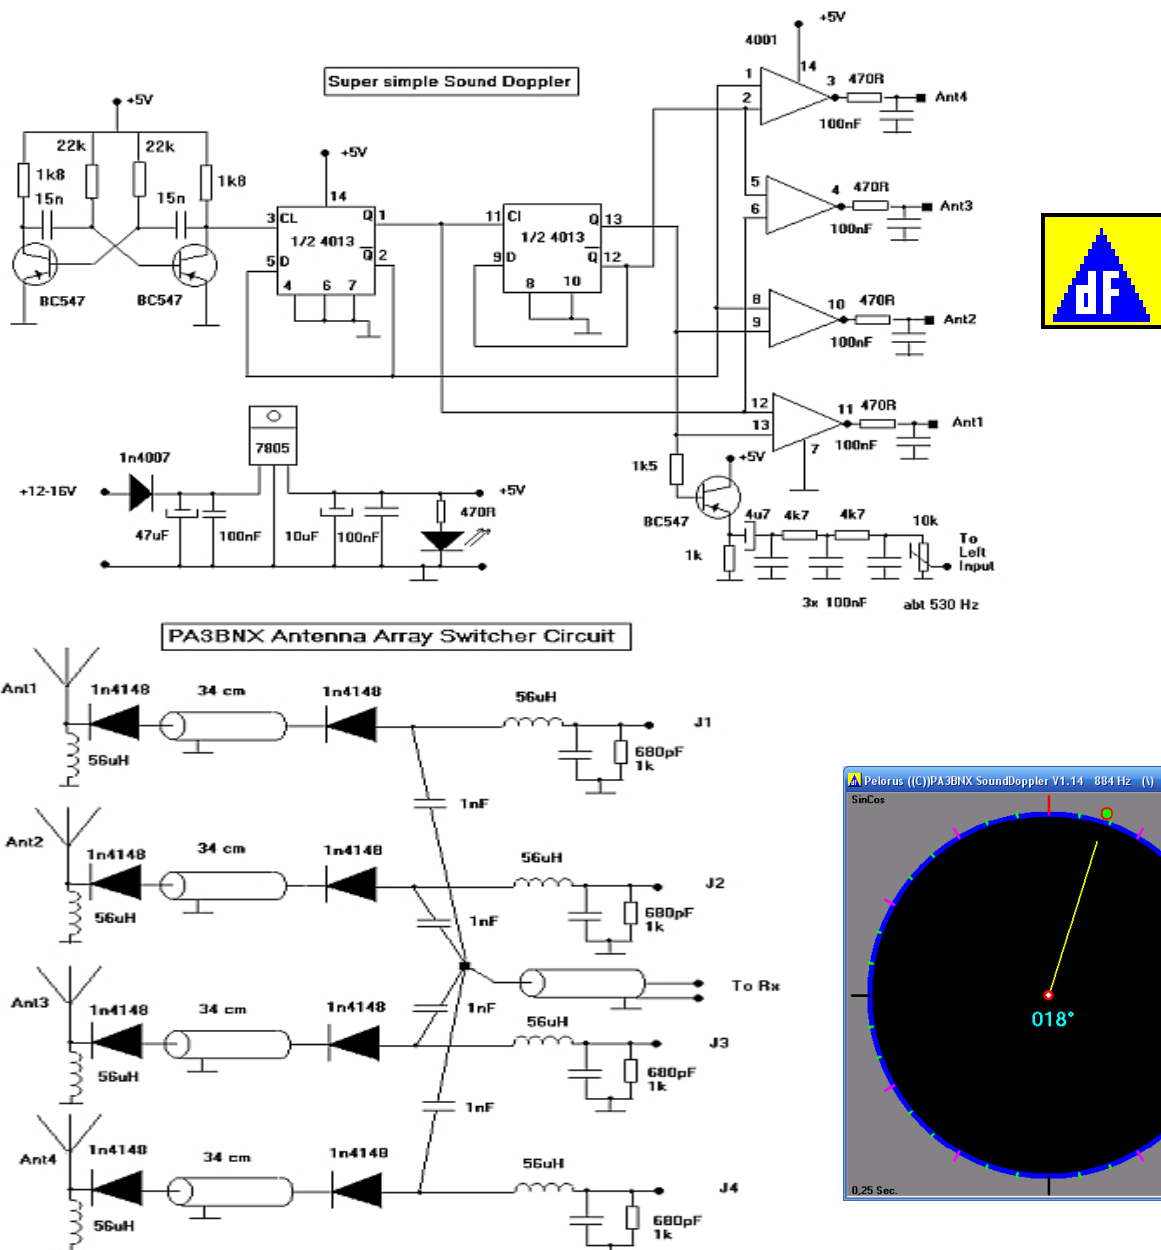 Super simple Sound Doppler
+5V
22k
22k
1k8
1k8
15n
15n
BC547
BC547
+5V
14
3 CL
Q 1
1/2 4013
Q 2
5 D
4 6 7
11 CI
Q 13
1/2 4013
9 D
Q 12
8 10
4001
+5V
14
1
2
3
470R
100nF
Ant4
5
6
4
470R
100nF
Ant3
8
9
10
470R
100nF
Ant2
12
13
11
470R
100nF
Ant1
7
dF
7805
1n4007
+12-16V
47uF
100nF
10uF
100nF
470R
+5V
1k5
+5V
BC547
4u7
4k7
4k7
10k
1k
To
Left
Input
3x 100nF
abt 530 Hz
PA3BNX Antenna Array Switcher Circuit
Ant1
1n4148
34 cm
1n4148
56uH
J1
56uH
680pF
1k
1nF
Ant2
1n4148
34 cm
1n4148
56uH
J2
56uH
680pF
1k
1nF
To Rx
Ant3
1n4148
34 cm
1n4148
1nF
56uH
J3
56uH
680pF
1k
1nF
Ant4
1n4148
34 cm
1n4148
56uH
J4
56uH
680pF
1k
Pelorus ((C))PA3BNX SoundDoppler V1.14 884 Hz (\)
SinCos
018°
0,25 Sec.